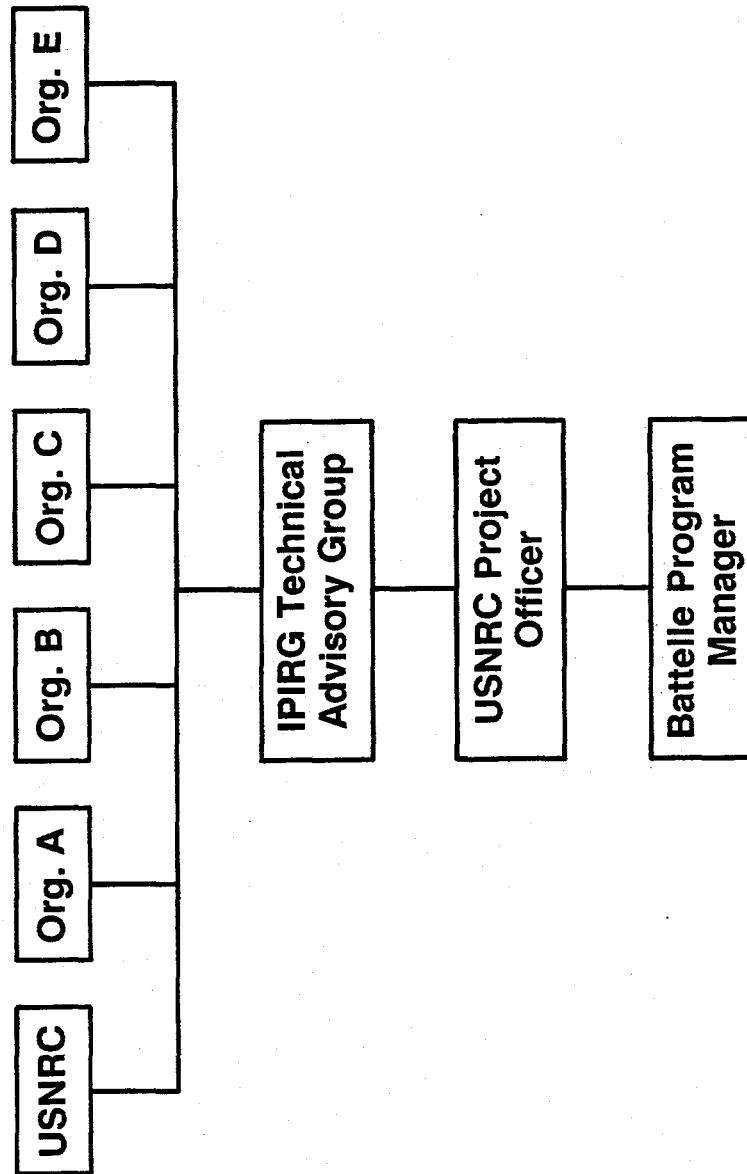 USNRC
Org. A
Org. B
Org. C
Org. D
Org. E
IPIRG Technical
Advisory Group
USNRC Project
Officer
Battelle Program
Manager